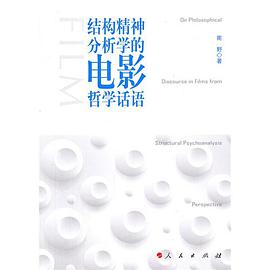 FILM
结构精神
分析学的
电影
哲学话语
On Philosophical
周 野
著
Discourse in Films from
Structural Psychoanalysis
Perspective
人民出版社